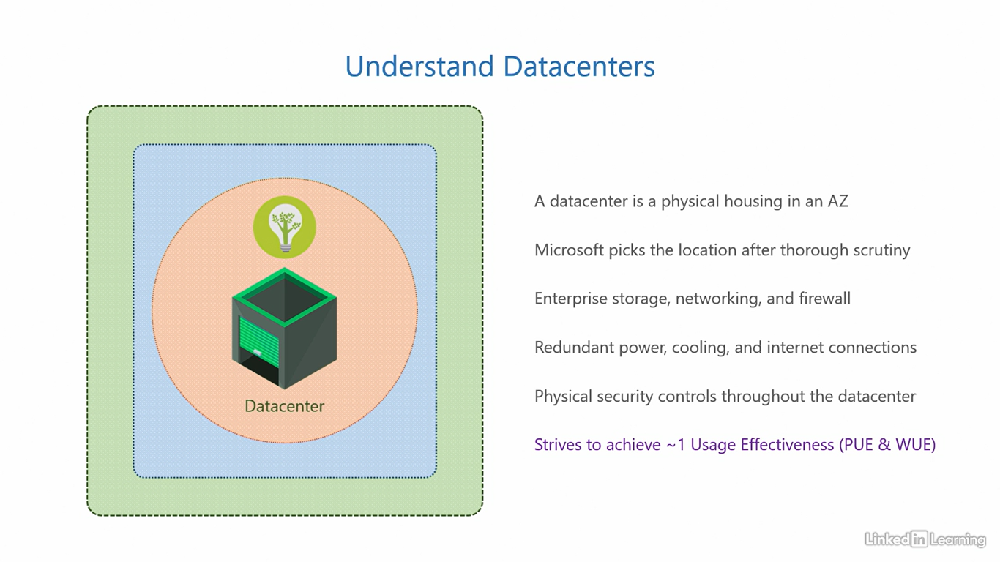 Understand Datacenters
Datacenter
A datacenter is a physical housing in an AZ
Microsoft picks the location after thorough scrutiny
Enterprise storage, networking, and firewall
Redundant power, cooling, and internet connections
Physical security controls throughout the datacenter
Strives to achieve ~1 Usage Effectiveness (PUE & WUE)
Linked in Learning